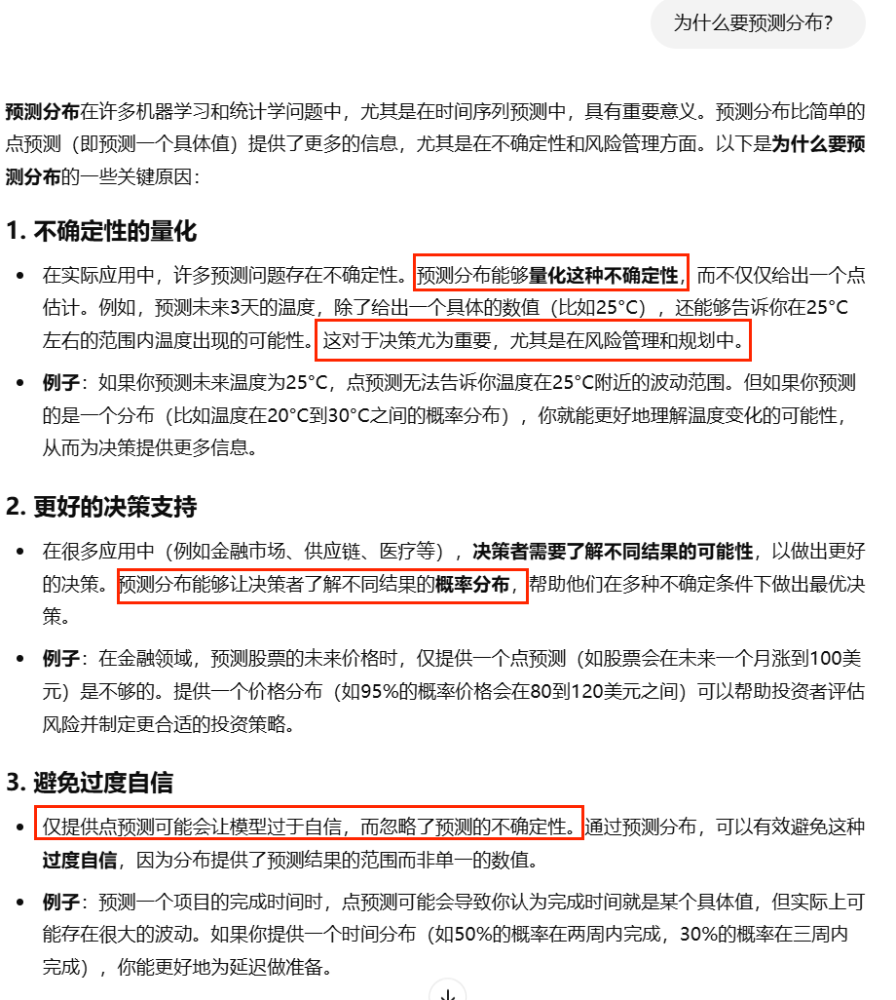 为什么要预测分布？
预测分布在许多机器学习和统计学问题中，尤其是在时间序列预测中，具有重要意义。预测分布比简单的
点预测（即预测一个具体值）提供了更多的信息，尤其是在不确定性和风险管理方面。以下是为什么要预
测分布的一些关键原因：
1. 不确定性的量化
• 在实际应用中，许多预测问题存在不确定性。预测分布能够量化这种不确定性，而不仅仅给出一个点
估计。例如，预测未来3天的温度，除了给出一个具体的数值（比如25°C），还能够告诉你在25°C
左右的范围内温度出现的可能性。这对于决策尤为重要，尤其是在风险管理和规划中。
• 例子：如果你预测未来温度为25°C，点预测无法告诉你温度在25°C附近的波动范围。但如果你预测
的是一个分布（比如温度在20°C到30°C之间的概率分布），你就能更好地理解温度变化的可能性，
从而为决策提供更多信息。
2. 更好的决策支持
• 在很多应用中（例如金融市场、供应链、医疗等），决策者需要了解不同结果的可能性，以做出更好
的决策。预测分布能够让决策者了解不同结果的概率分布，帮助他们在多种不确定条件下做出最优决
策。
• 例子：在金融领域，预测股票的未来价格时，仅提供一个点预测（如股票会在未来一个月涨到100美
元）是不够的。提供一个价格分布（如95%的概率价格会在80到120美元之间）可以帮助投资者评估
风险并制定更合适的投资策略。
3. 避免过度自信
• 仅提供点预测可能会让模型过于自信，而忽略了预测的不确定性。通过预测分布，可以有效避免这种
过度自信，因为分布提供了预测结果的范围而非单一的数值。
• 例子：预测一个项目的完成时间时，点预测可能会导致你认为完成时间就是某个具体值，但实际上可
能存在很大的波动。如果你提供一个时间分布（如50%的概率在两周内完成，30%的概率在三周内
完成），你能更好地为延迟做准备。